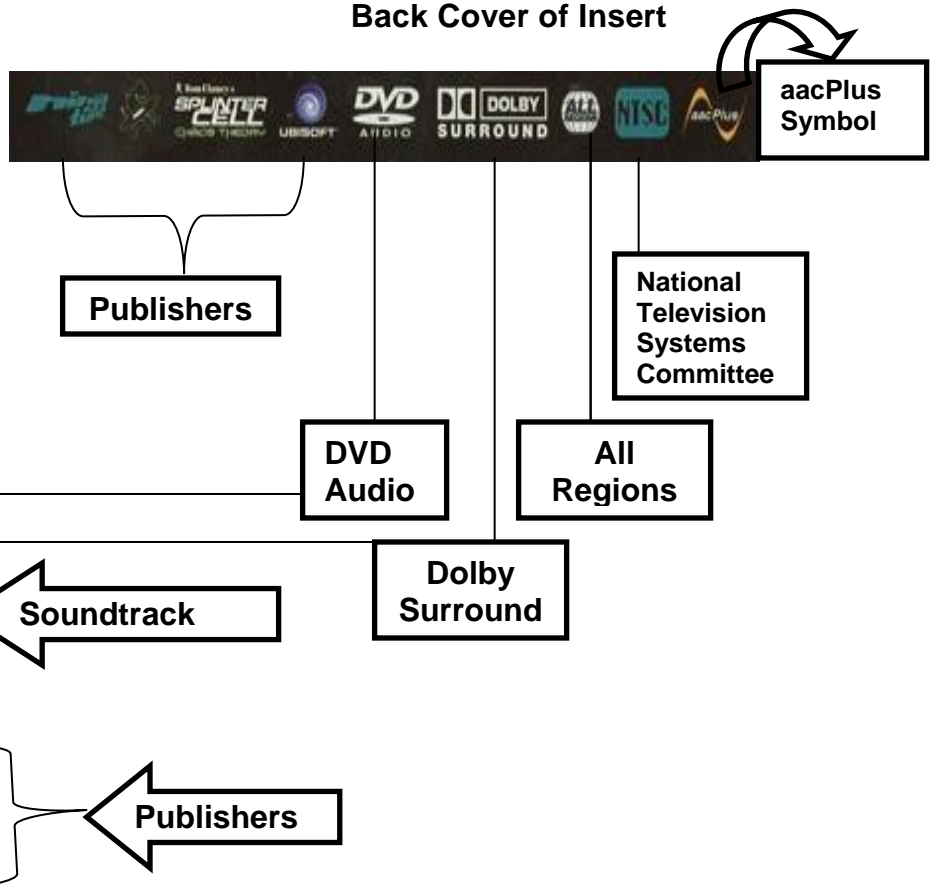 Back Cover of Insert
SPLINTER
CELL
CHAOS THEORY
UBISOFT
DVD
AUDIO
DOLBY
SURROUND
ALL
NTSC
aacPlus
aacPlus
Symbol
Publishers
National
Television
Systems
Committee
DVD
Audio
All
Regions
Dolby
Surround
Soundtrack
Publishers